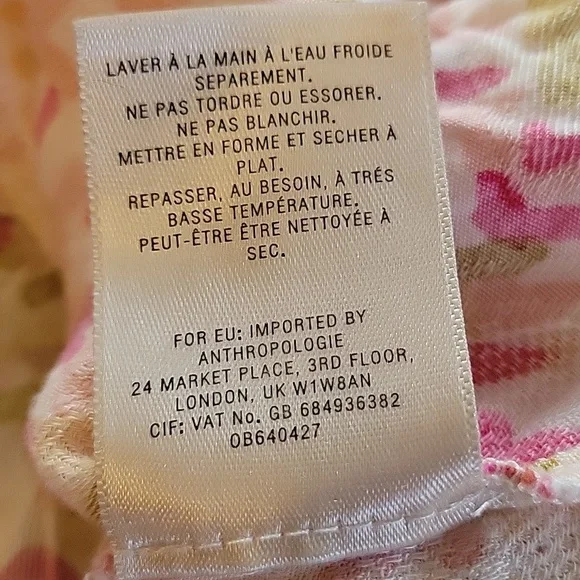 LAVER À LA MAIN À L'EAU FROIDE
SEPAREMENT.
NE PAS TORDRE OU ESSORER.
NE PAS BLANCHIR.
METTRE EN FORME ET SECHER À
PLAT.
REPASSER, AU BESOIN, À TRÉS
BASSE TEMPÉRATURE.
PEUT-ÊTRE ÊTRE NETTOYÉE À
SEC.
FOR EU: IMPORTED BY
ANTHROPOLOGIE
24 MARKET PLACE, 3RD FLOOR,
LONDON, UK W1W8AN
CIF: VAT No. GB 684936382
OB640427